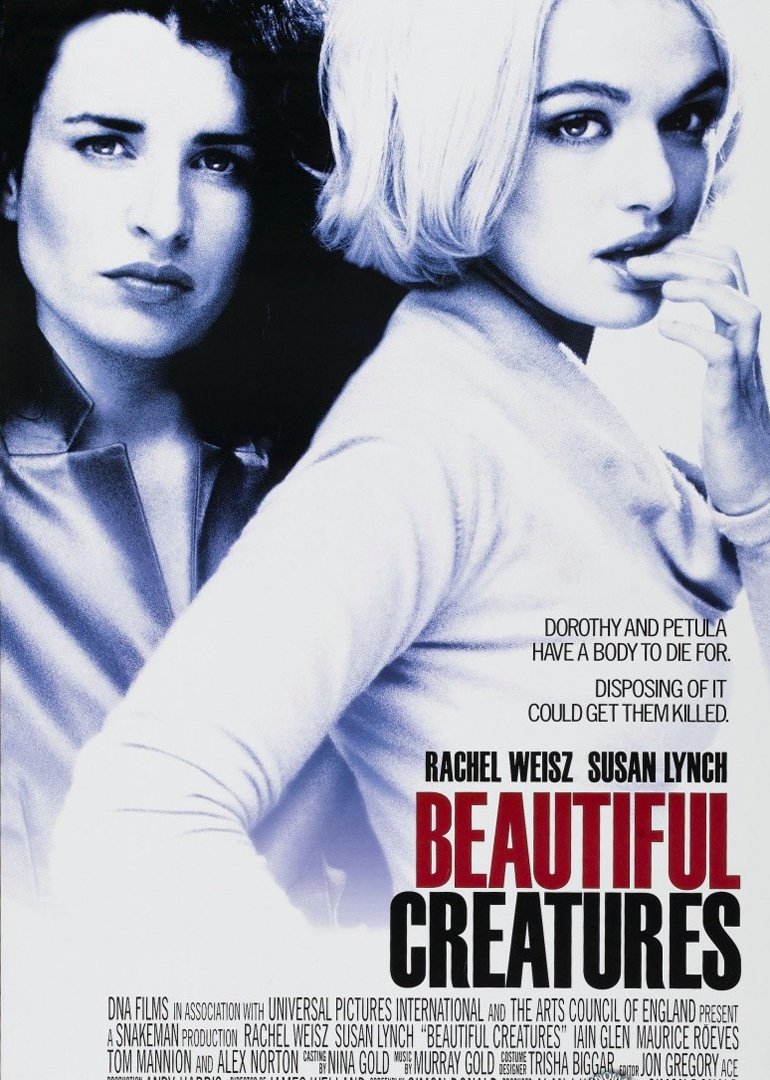 DOROTHY AND PETULA
HAVE A BODY TO DIE FOR.
DISPOSING OF IT
COULD GET THEM KILLED.
RACHEL WEISZ SUSAN LYNCH
BEAUTIFUL
CREATURES
DNA FILMS IN ASSOCIATION WITH UNIVERSAL PICTURES INTERNATIONAL AND THE ARTS COUNCIL OF ENGLAND PRESENT
A SNAKEMAN PRODUCTION RACHEL WEISZ SUSAN LYNCH "BEAUTIFUL CREATURES" IAIN GLEN MAURICE ROËVES
TOM MANNION AND ALEX NORTON CASTING BY NINA GOLD MUSIC BY MURRAY GOLD COSTUME DESIGNER TRISHA BIGGAR EDITOR JON GREGORY ACE